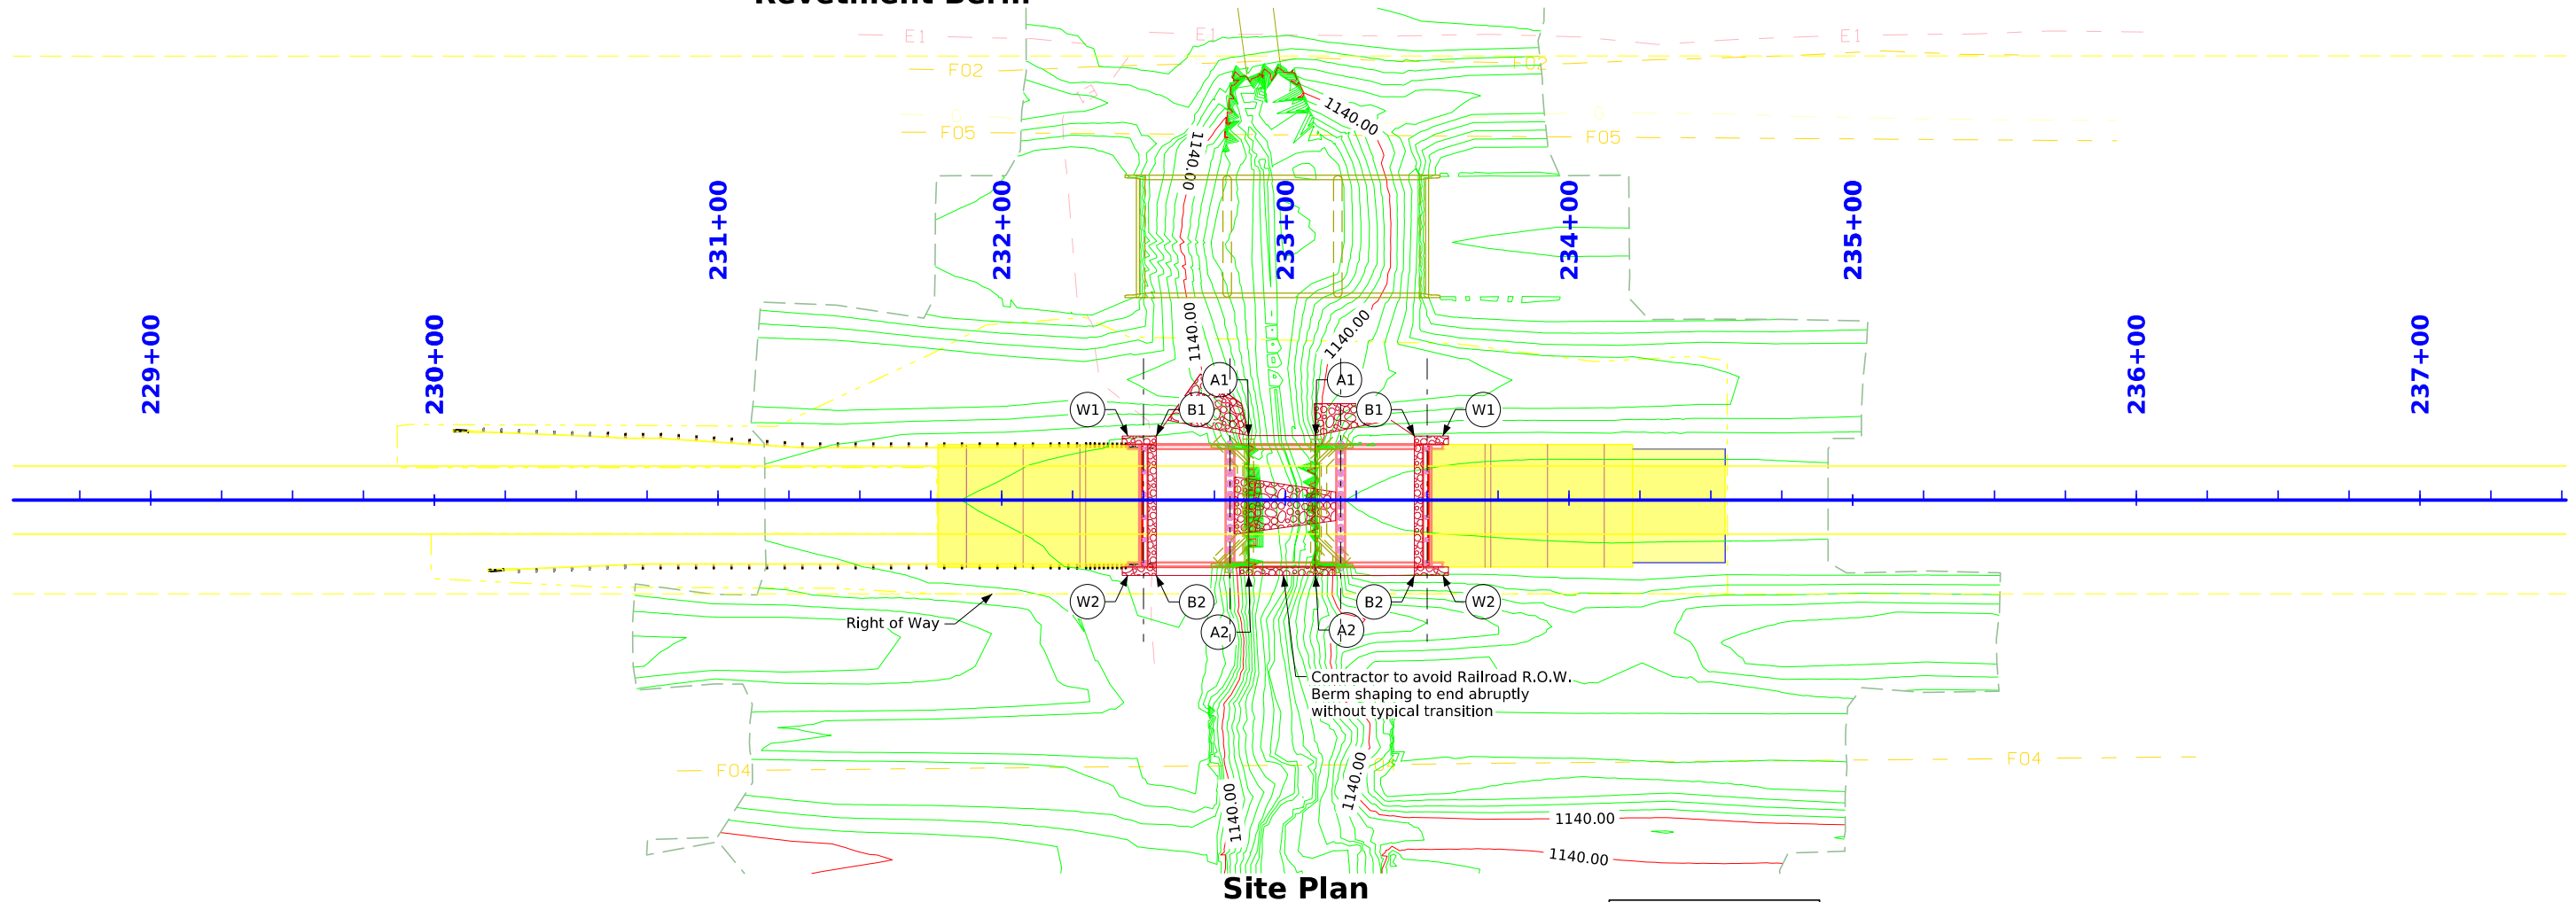 Revetment Berm
E1
E1
E1
F02
F02
E1
1140.00
F05
F05
1140.00
231+00
232+00
233+00
234+00
235+00
229+00
230+00
1140.00
1140.00
236+00
237+00
A1
A1
W1
B1
B1
W1
W2
B2
B2
W2
Right of Way
A2
A2
Contractor to avoid Railroad R.O.W.
Berm shaping to end abruptly
without typical transition
F04
F04
1140.00
1140.00
1140.00
1140.00
Site Plan